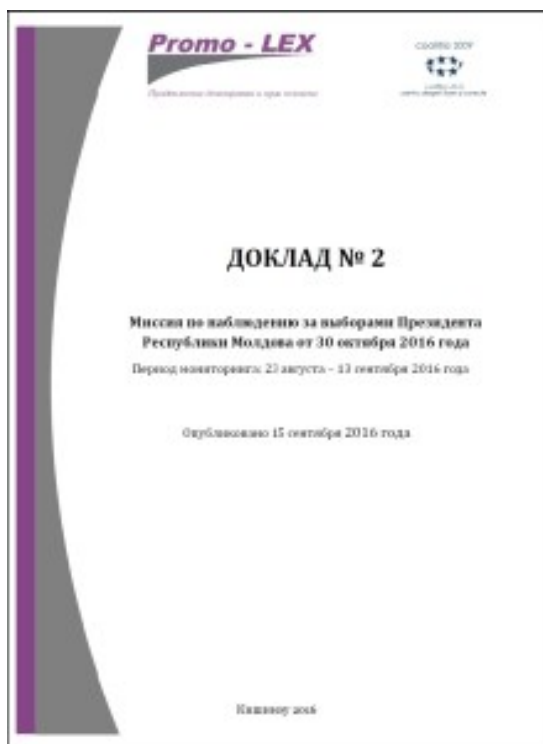 Promo - LEX
ДОКЛАД № 2
Миссия по наблюдению за выборами Президента
Республики Молдова от 30 октября 2016 года
Период мониторинга: 23 августа – 13 сентября 2016 года
Опубликовано 15 сентября 2016 года
Кишинэу 2016